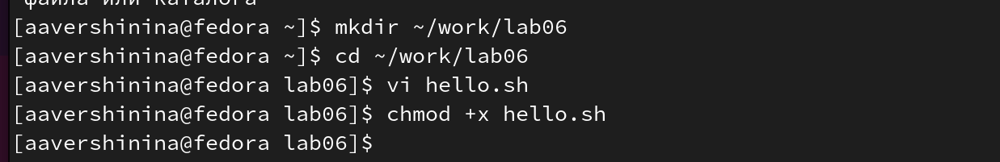 файла или каталога
[aavershinina@fedora ~]$ mkdir ~/work/lab06
[aavershinina@fedora ~]$ cd ~/work/lab06
[aavershinina@fedora lab06]$ vi hello.sh
[aavershinina@fedora lab06]$ chmod +x hello.sh
[aavershinina@fedora lab06]$